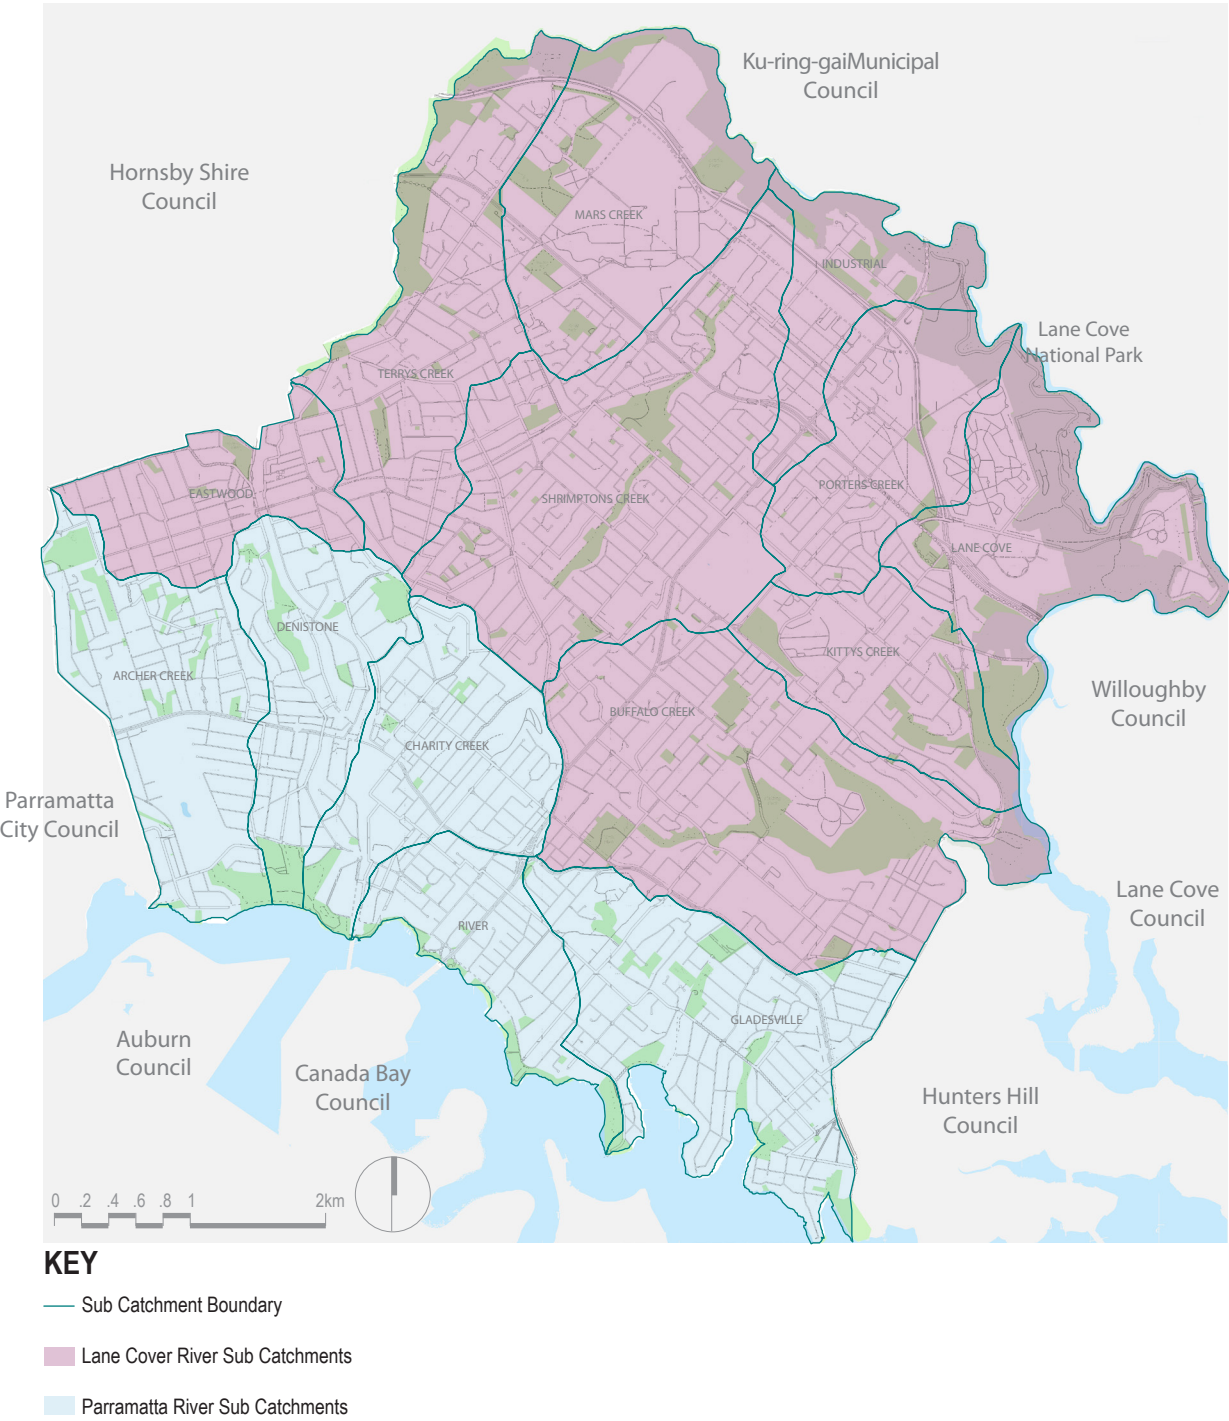 Ku-ring-gaiMunicipal
Council
Hornsby Shire
Council
MARS CREEK
INDUSTRIAL
Lane Cove
National Park
TERRYS CREEK
EASTWOOD
SHRIMPTONS CREEK
PORTERS CREEK
LANE COVE
DENISTONE
KITTYS CREEK
ARCHER CREEK
Willoughby
Council
BUFFALO CREEK
CHARITY CREEK
Parramatta
City Council
Lane Cove
Council
RIVER
GLADESVILLE
Auburn
Council
Canada Bay
Council
Hunters Hill
Council
0 .2 .4 .6 .8 1 2km
KEY
Sub Catchment Boundary
Lane Cover River Sub Catchments
Parramatta River Sub Catchments